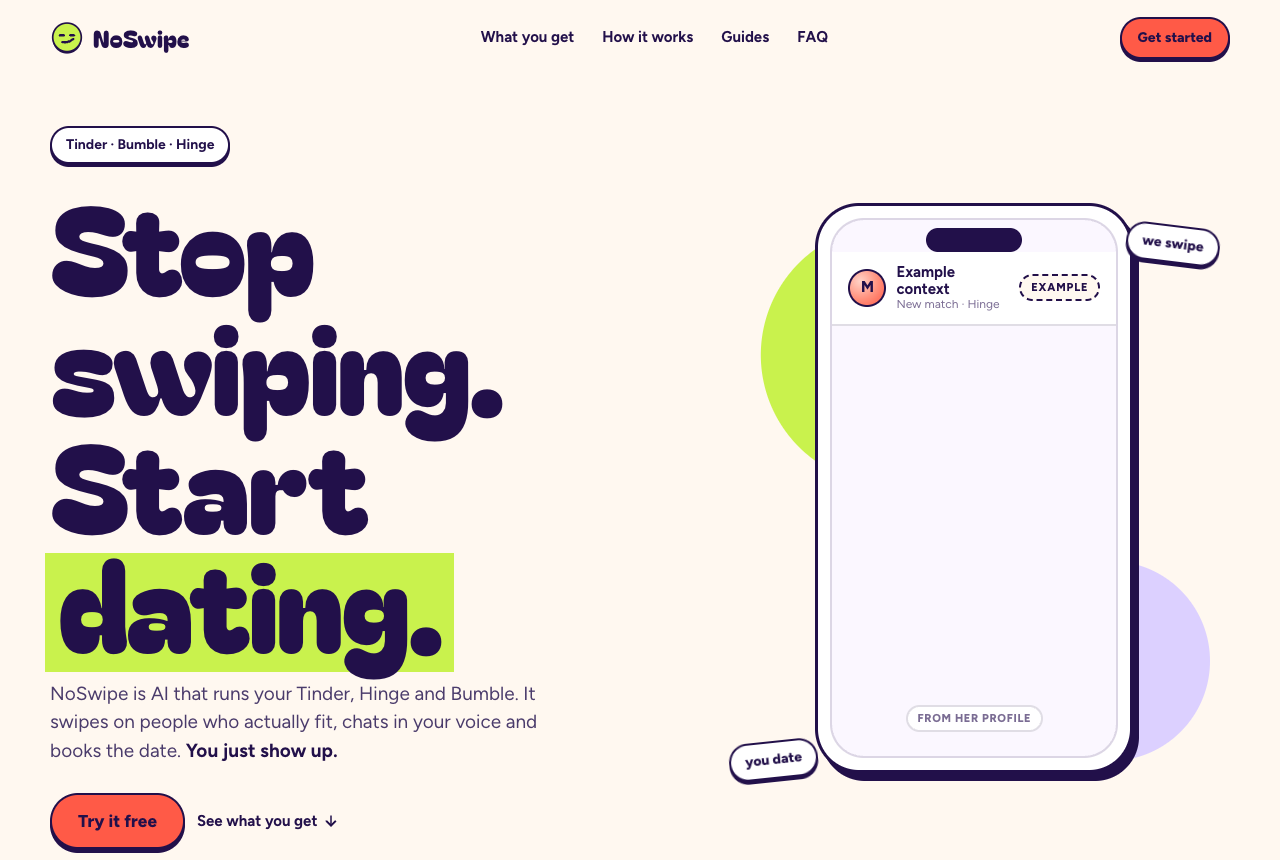 NoSwipe
What you get
How it works
Guides
FAQ
Get started
Tinder · Bumble · Hinge
Stop
swiping.
Start
dating.
NoSwipe is AI that runs your Tinder, Hinge and Bumble. It
swipes on people who actually fit, chats in your voice and
books the date. You just show up.
Try it free
See what you get ↓
we swipe
M
Example
context
New match · Hinge
EXAMPLE
FROM HER PROFILE
you date